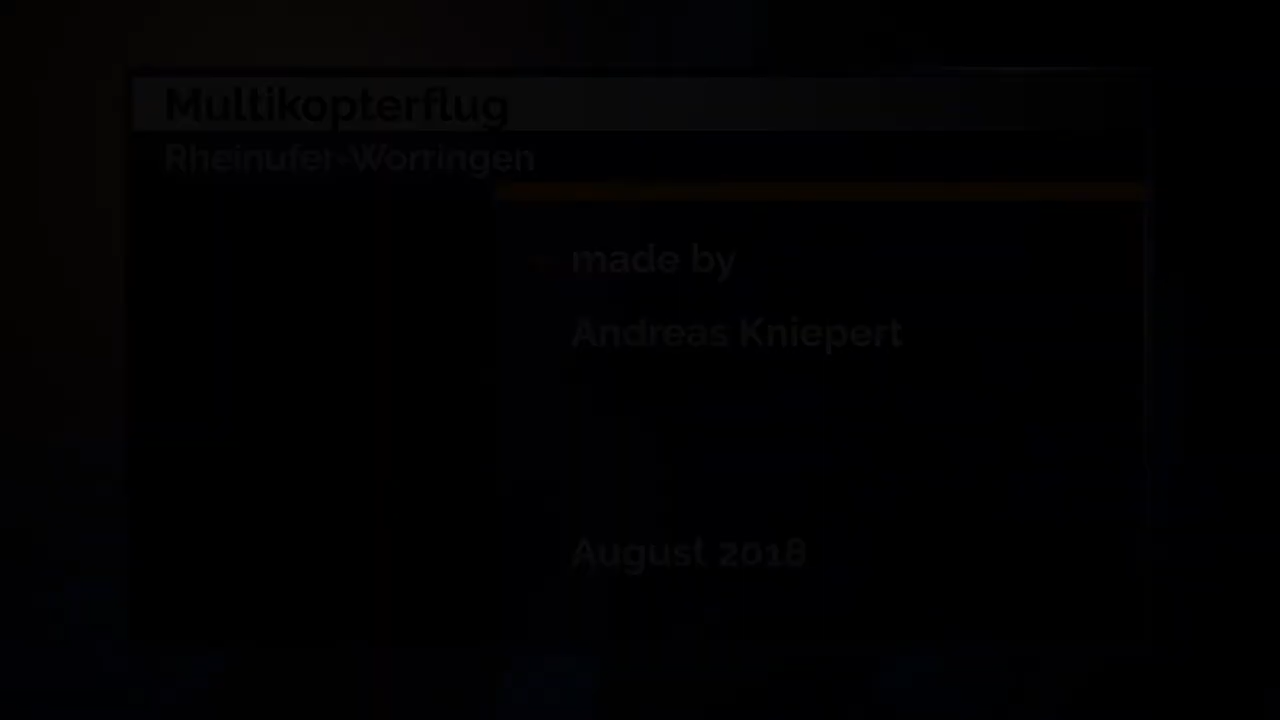 Multikopterflug
Rheinufer-Worringen
made by
Andreas Kniepert
August 2018